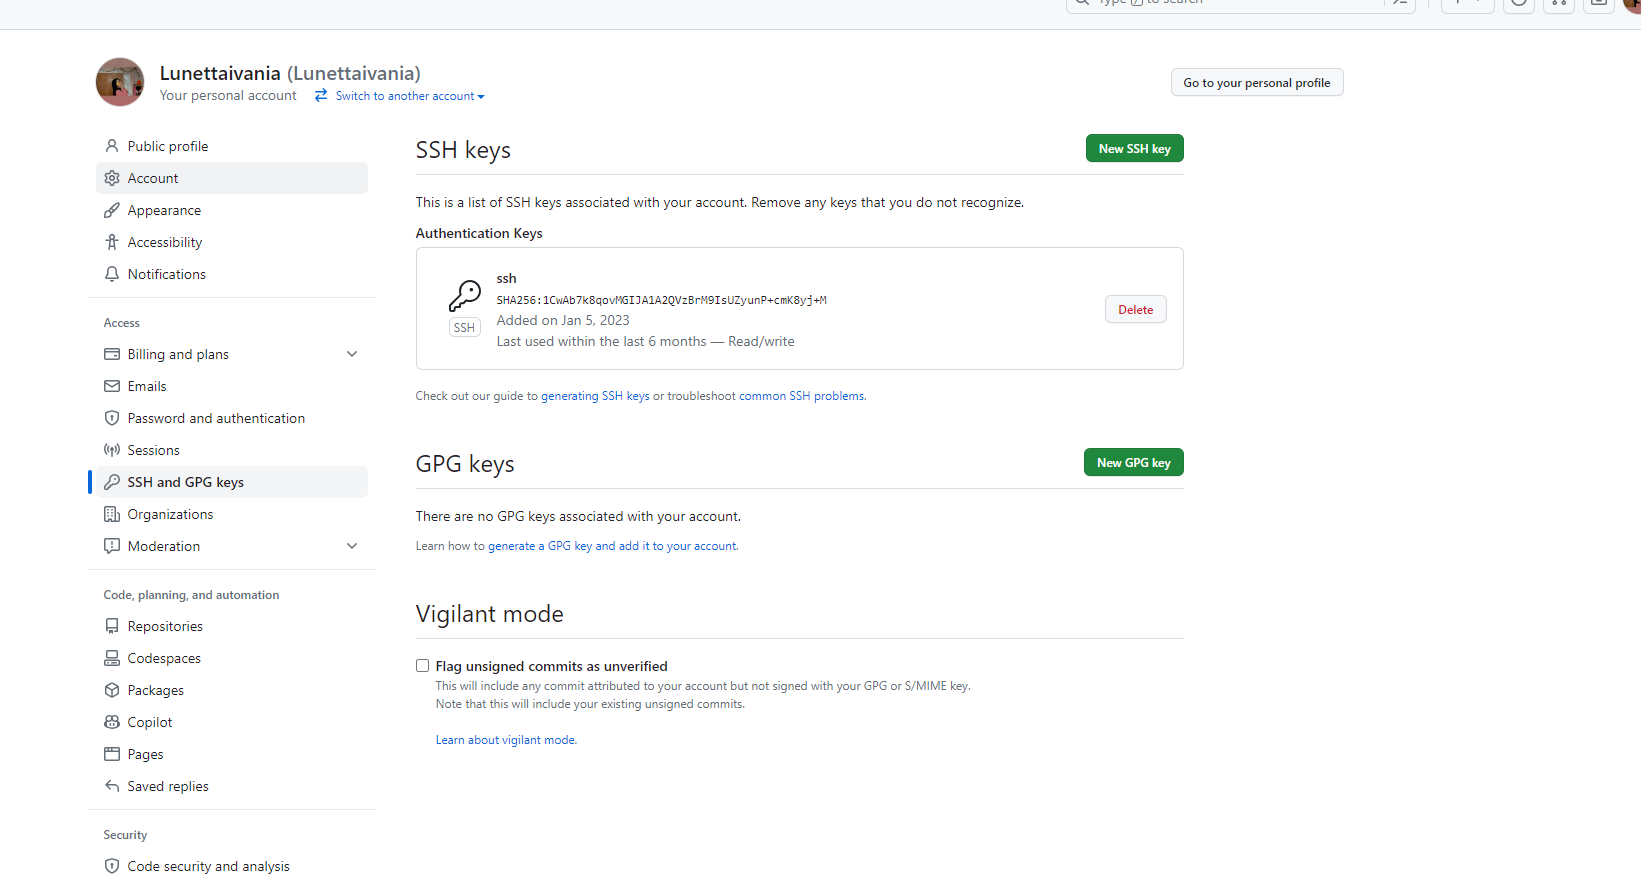 Type / to search
Lunettaivania (Lunettaivania)
Your personal account
Switch to another account
Go to your personal profile
Public profile
Account
Appearance
Accessibility
Notifications
Access
Billing and plans
Emails
Password and authentication
Sessions
SSH and GPG keys
Organizations
Moderation
Code, planning, and automation
Repositories
Codespaces
Packages
Copilot
Pages
Saved replies
Security
Code security and analysis
SSH keys
New SSH key
This is a list of SSH keys associated with your account. Remove any keys that you do not recognize.
Authentication Keys
ssh
SHA256:1CwAb7k8qovMGIJA1A2QVzBrM9IsUZyunP+cmK8yj+M
SSH
Added on Jan 5, 2023
Last used within the last 6 months — Read/write
Delete
Check out our guide to generating SSH keys or troubleshoot common SSH problems.
GPG keys
New GPG key
There are no GPG keys associated with your account.
Learn how to generate a GPG key and add it to your account.
Vigilant mode
Flag unsigned commits as unverified
This will include any commit attributed to your account but not signed with your GPG or S/MIME key.
Note that this will include your existing unsigned commits.
Learn about vigilant mode.